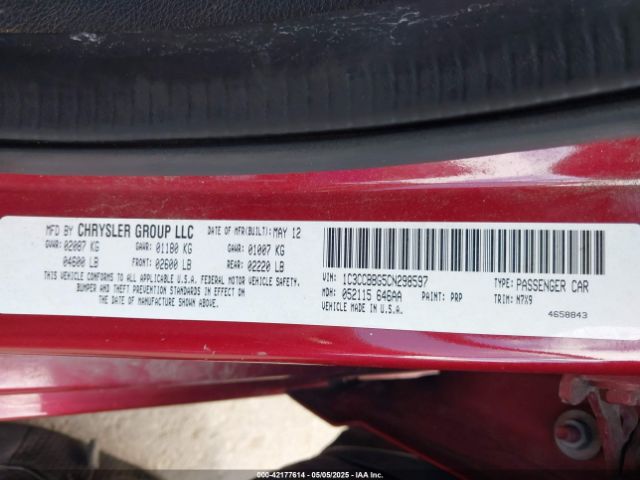 MFD BY CHRYSLER GROUP LLC DATE OF MFR(BUILT): MAY 12
GVWR: 02087 KG GAWR: 01180 KG GAWR: 01007 KG
04600 LB FRONT: 02600 LB REAR: 02220 LB
THIS VEHICLE CONFORMS TO ALL APPLICABLE U.S.A. FEDERAL MOTOR VEHICLE SAFETY,
BUMPER AND THEFT PREVENTION STANDARDS IN EFFECT ON
THE DATE OF MANUFACTURE SHOWN ABOVE.
VIN: 1C3CCBBG5CN298597 TYPE: PASSENGER CAR
MDH: 052115 646AA PAINT: PRP TRIM: M7X9
VEHICLE MADE IN U.S.A.
4658843
000-42177614 - 05/05/2025 - IAA, Inc.